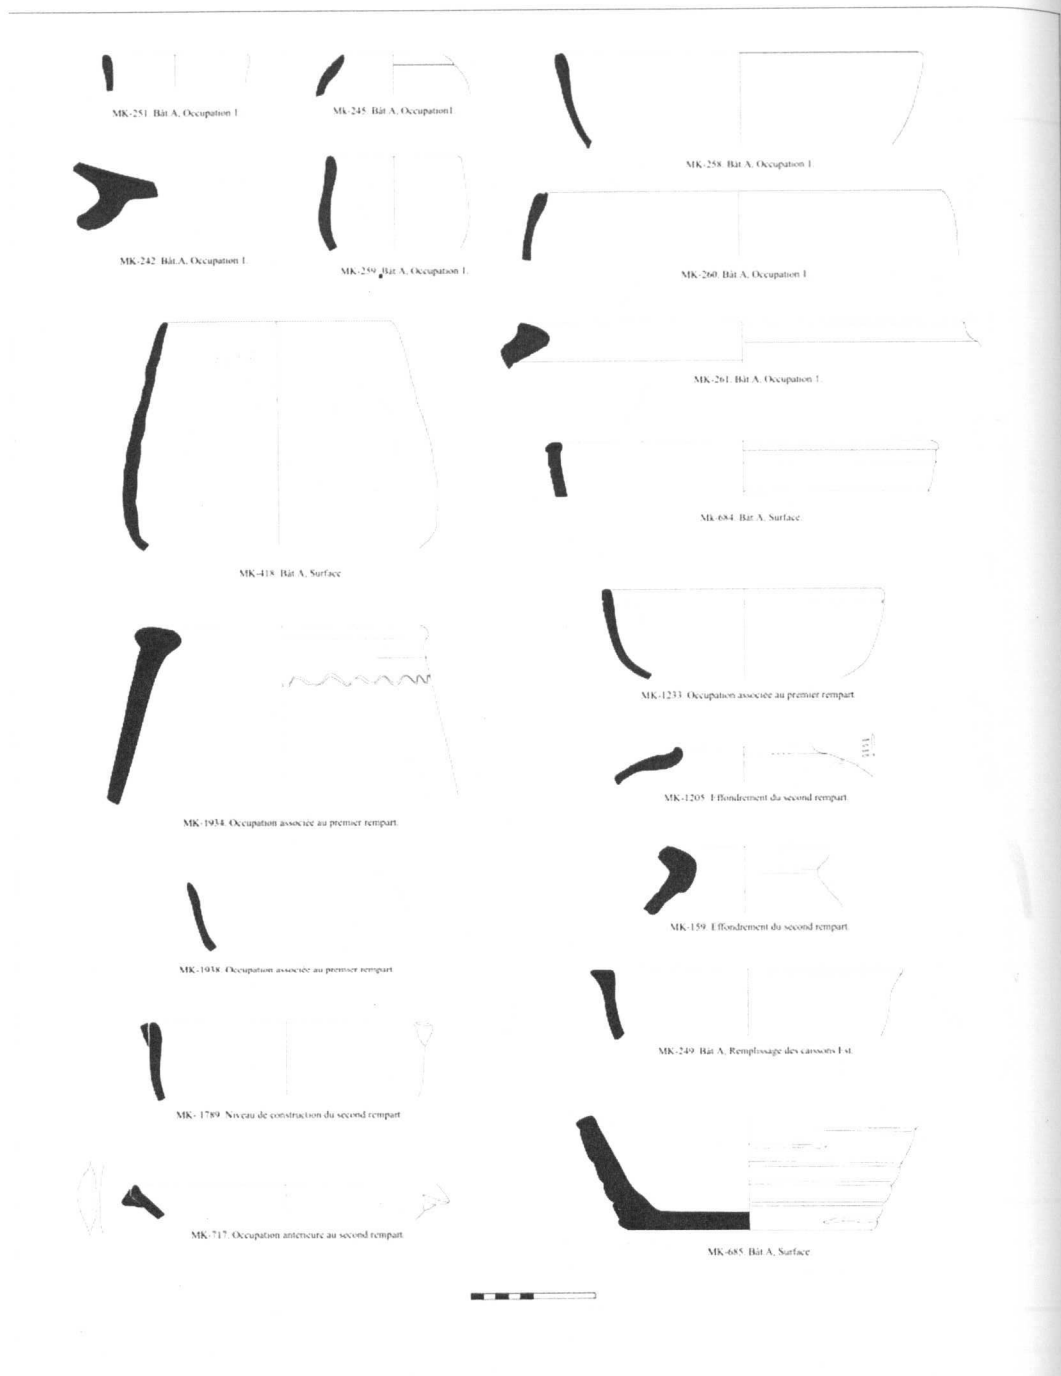 MK-251. Bât A, Occupation 1
Mk-245. Bât A, Occupation1
MK-258. Bât A, Occupation 1.
MK-242. Bât.A, Occupation 1.
MK-259. Bât A, Occupation 1.
MK-260. Bât A, Occupation 1
MK-261. Bât A, Occupation 1.
Mk-684. Bât A, Surface
MK-418. Bât A, Surface
MK-1233. Occupation associée au premier rempart
MK-1205. Effondrement du second rempart.
MK-1934. Occupation associée au premier rempart.
MK-159. Effondrement du second rempart.
MK-1938. Occupation associée au premier rempart
MK-249. Bât A, Remplissage des caissons Est.
MK- 1789. Niveau de construction du second rempart
MK-717. Occupation antérieure au second rempart.
MK-685. Bât A, Surface